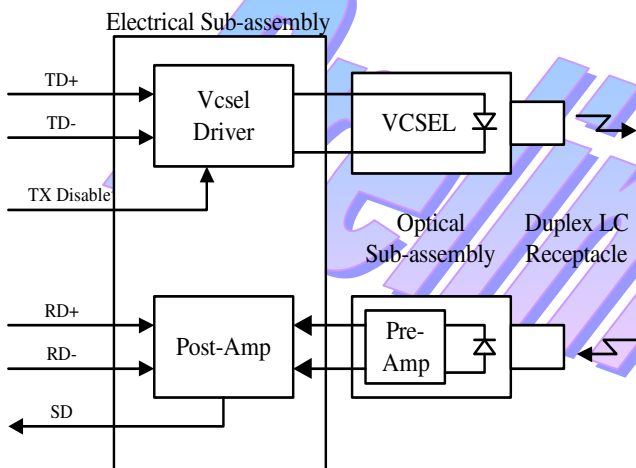 Electrical Sub-assembly
TD+
TD-
TX Disable
Vcsel
Driver
VCSEL
Optical
Sub-assembly
Duplex LC
Receptacle
RD+
RD-
SD
Post-Amp
Pre-
Amp